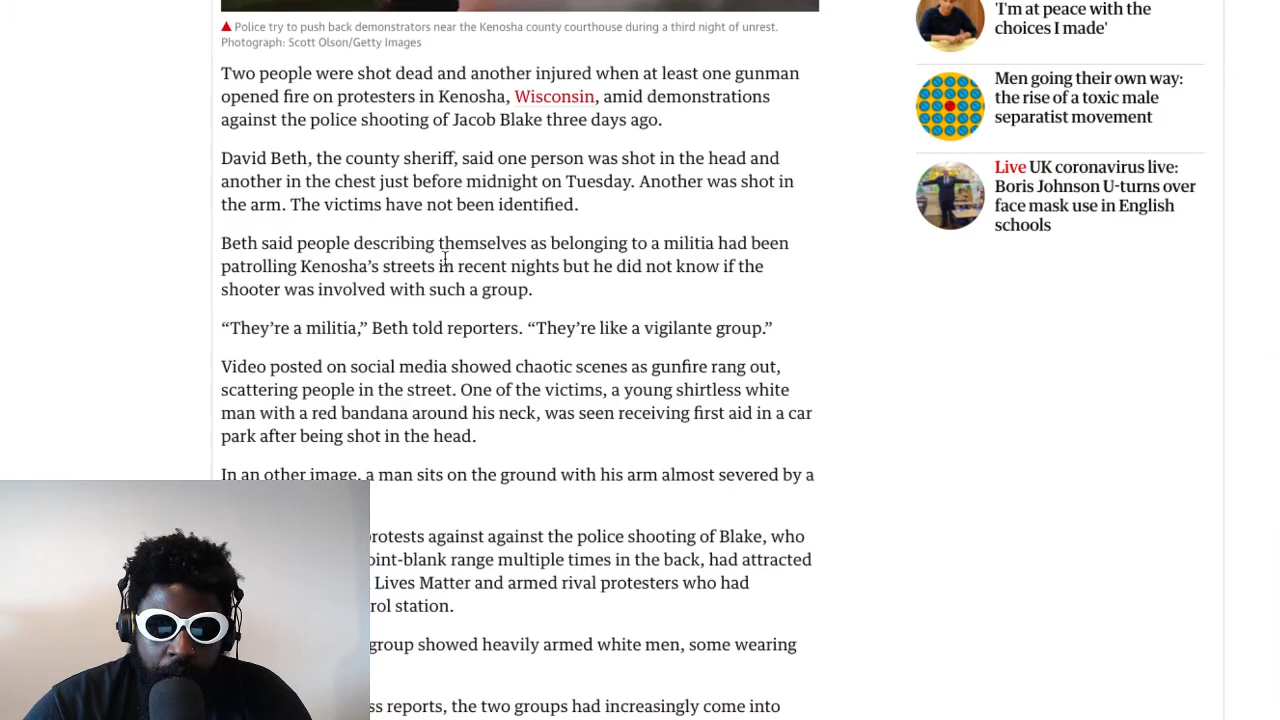 Police try to push back demonstrators near the Kenosha county courthouse during a third night of unrest.
Photograph: Scott Olson/Getty Images
Two people were shot dead and another injured when at least one gunman
opened fire on protesters in Kenosha, Wisconsin, amid demonstrations
against the police shooting of Jacob Blake three days ago.
David Beth, the county sheriff, said one person was shot in the head and
another in the chest just before midnight on Tuesday. Another was shot in
the arm. The victims have not been identified.
Beth said people describing themselves as belonging to a militia had been
patrolling Kenosha’s streets in recent nights but he did not know if the
shooter was involved with such a group.
“They’re a militia,” Beth told reporters. “They’re like a vigilante group.”
Video posted on social media showed chaotic scenes as gunfire rang out,
scattering people in the street. One of the victims, a young shirtless white
man with a red bandana around his neck, was seen receiving first aid in a car
park after being shot in the head.
In an other image, a man sits on the ground with his arm almost severed by a
protests against against the police shooting of Blake, who
oint-blank range multiple times in the back, had attracted
Lives Matter and armed rival protesters who had
rol station.
group showed heavily armed white men, some wearing
ss reports, the two groups had increasingly come into
'I'm at peace with the
choices I made'
Men going their own way:
the rise of a toxic male
separatist movement
Live UK coronavirus live:
Boris Johnson U-turns over
face mask use in English
schools